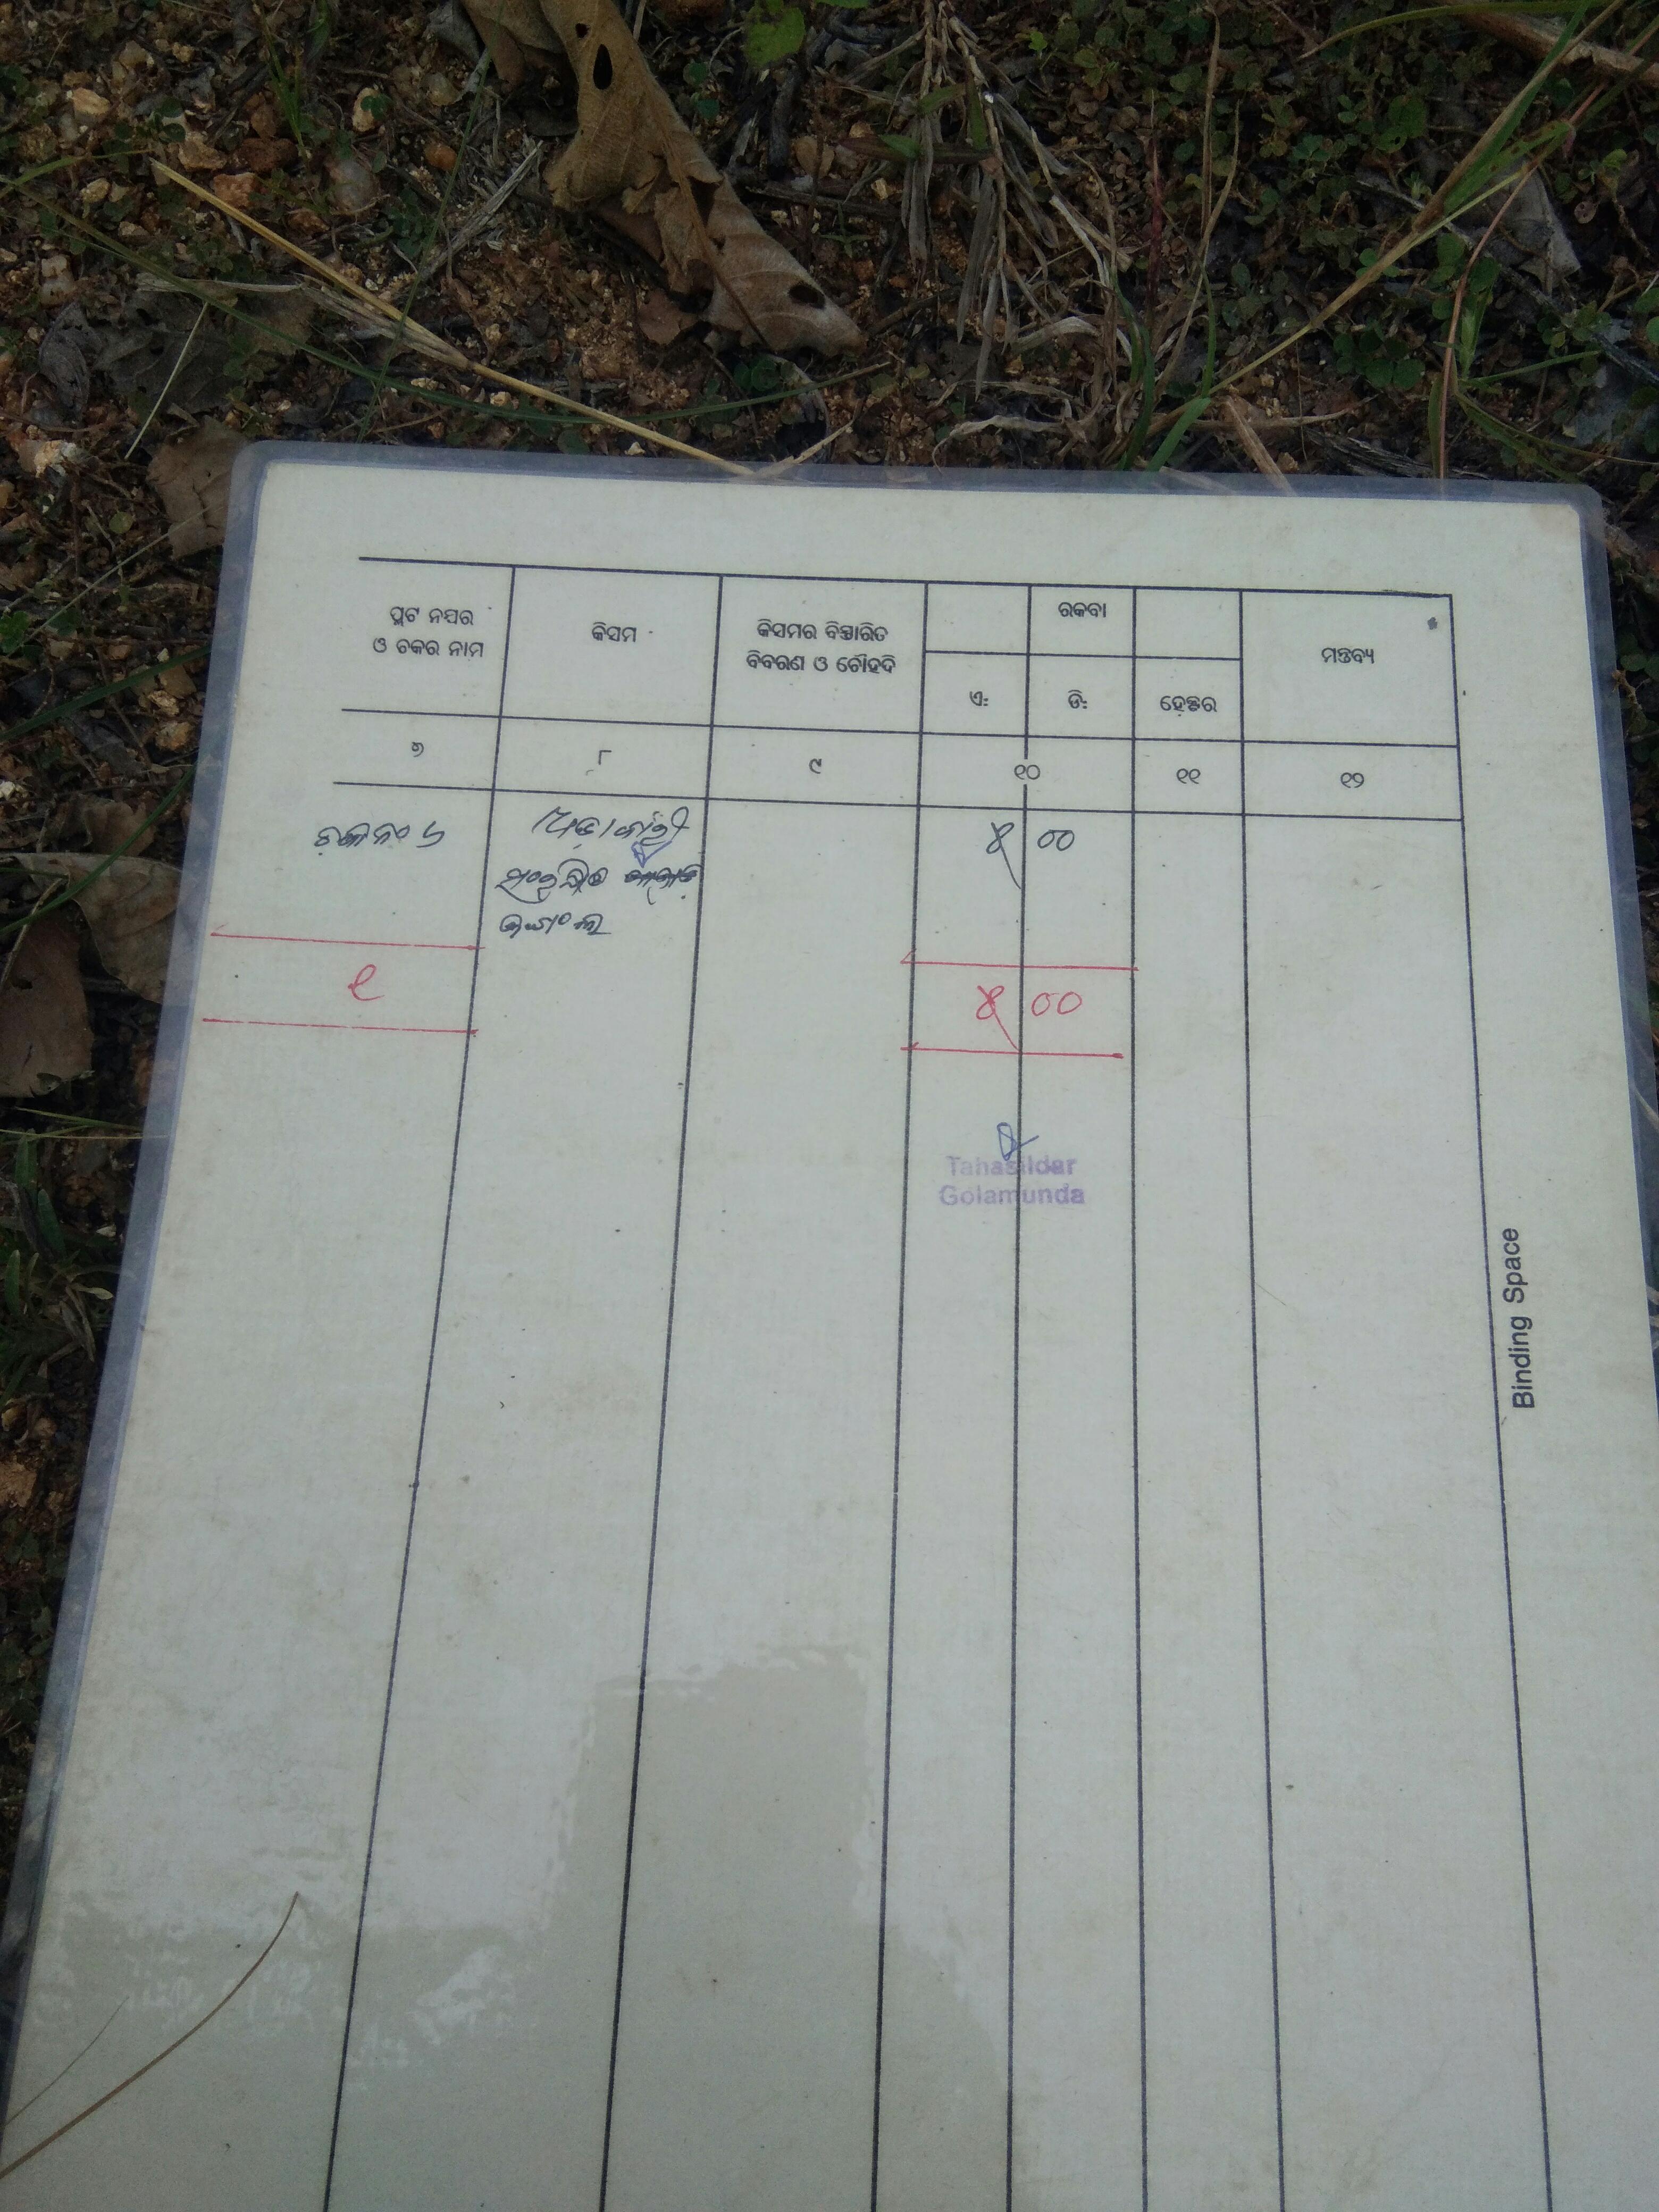 ପ୍ଲଟ ନମ୍ବର
ଓ ଚକର ନାମ
କିସମ
କିସମର ବିସ୍ତାରିତ
ବିବରଣ ଓ ଚୌହଦି
ରକବା
ଏ:
ଡି:
ହେକ୍ଟର
ମନ୍ତବ୍ୟ
୭
୮
୯
୧୦
୧୧
୧୨
ନଂ ୬
୪ ୦୦
୧
୪ ୦୦
Tahasildar
Golamunda
Binding Space